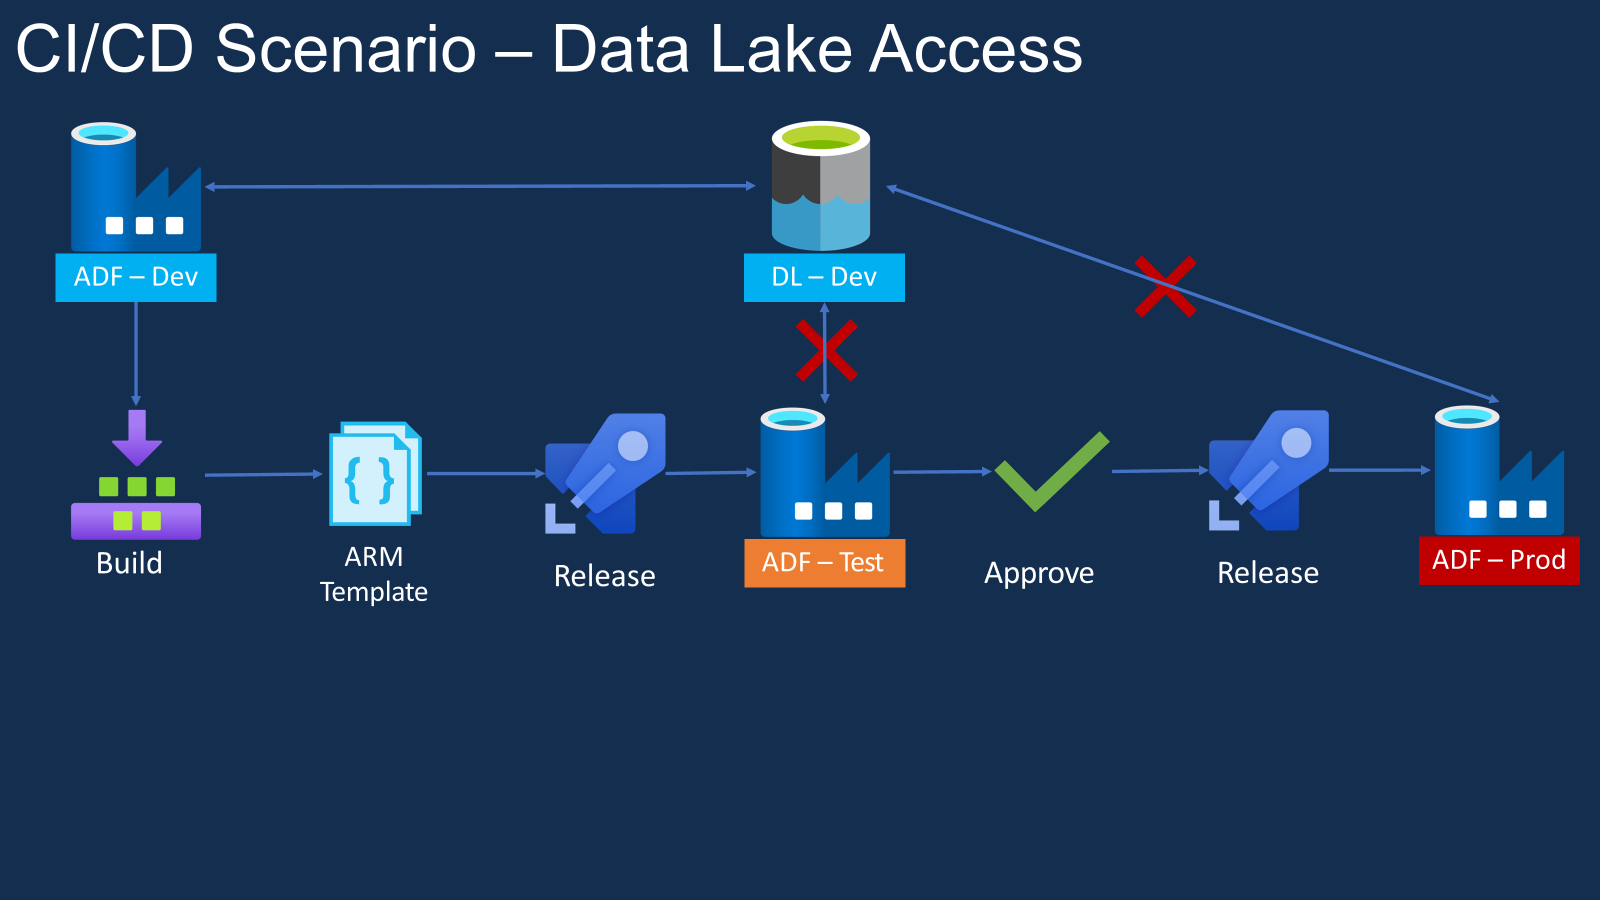 CI/CD Scenario – Data Lake Access
ADF – Dev
DL – Dev
{ }
Build
ARM
Template
Release
ADF – Test
Approve
Release
ADF – Prod